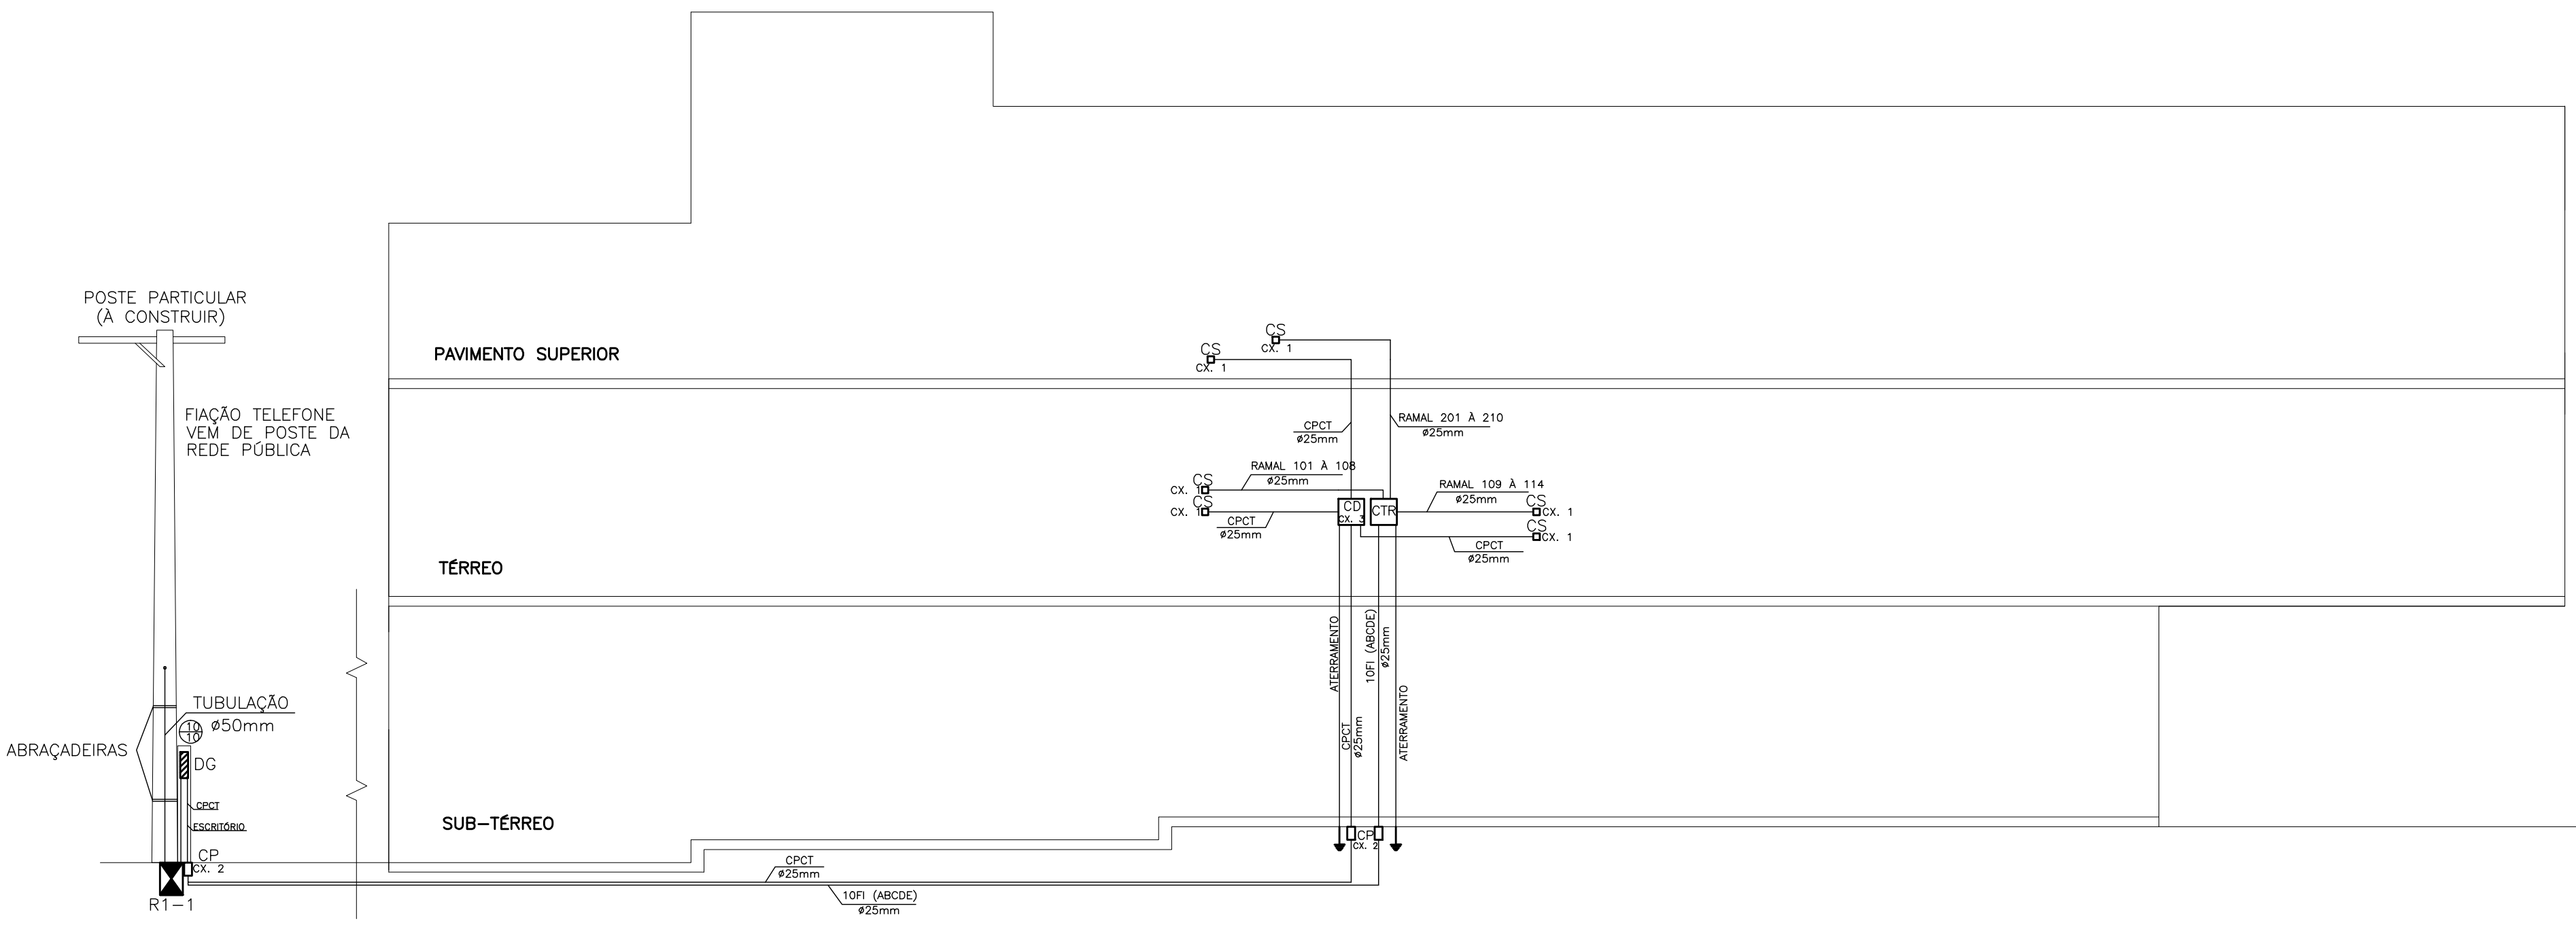 POSTE PARTICULAR
(À CONSTRUIR)
FIAÇÃO TELEFONE
VEM DE POSTE DA
REDE PÚBLICA
TUBULAÇÃO
Ø50mm
10
10
ABRAÇADEIRAS
DG
CPCT
ESCRITÓRIO
CP
CX. 2
R1-1
PAVIMENTO SUPERIOR
CS
CX. 1
CS
CX. 1
CPCT
Ø25mm
RAMAL 201 À 210
Ø25mm
TÉRREO
RAMAL 101 À 108
Ø25mm
CS
CX. 1
CS
CX. 1
CPCT
Ø25mm
CD
CX. 3
CTR
RAMAL 109 À 114
Ø25mm
CS
CX. 1
CS
CX. 1
CPCT
Ø25mm
SUB-TÉRREO
ATERRAMENTO
CPCT
Ø25mm
10FI (ABCDE)
Ø25mm
ATERRAMENTO
CP
CX. 2
CPCT
Ø25mm
10FI (ABCDE)
Ø25mm